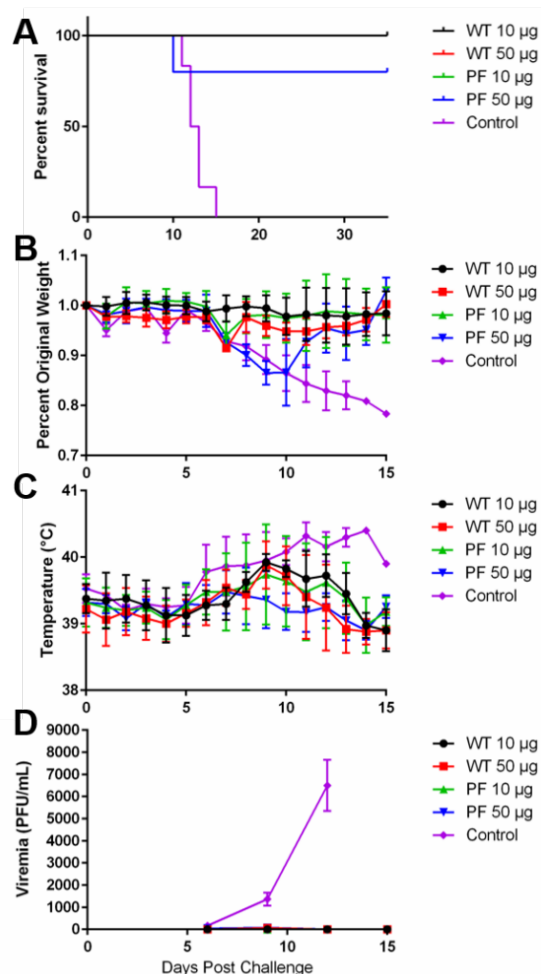 A
Percent survival
100
50
0
0 10 20 30
WT 10 µg
WT 50 µg
PF 10 µg
PF 50 µg
Control
B
Percent Original Weight
1.1
1.0
0.9
0.8
0.7
0 5 10 15
WT 10 µg
WT 50 µg
PF 10 µg
PF 50 µg
Control
C
Temperature (°C)
41
40
39
38
0 5 10 15
WT 10 µg
WT 50 µg
PF 10 µg
PF 50 µg
Control
D
Viremia (PFU/mL)
9000
8000
7000
6000
5000
4000
3000
2000
1000
0
0 5 10 15
Days Post Challenge
WT 10 µg
WT 50 µg
PF 10 µg
PF 50 µg
Control